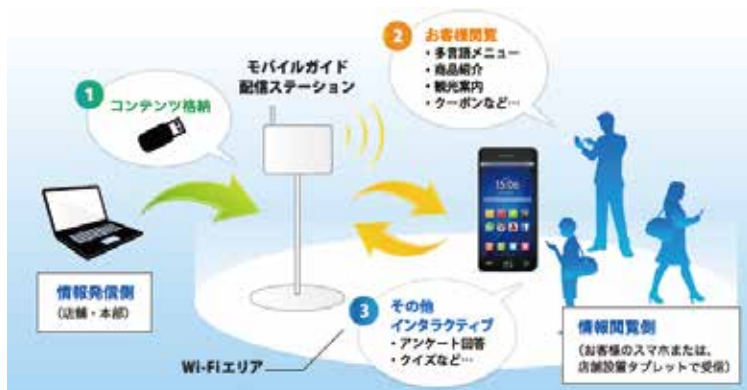 1
コンテンツ格納
モバイルガイド
配信ステーション
2
お客様閲覧
・多言語メニュー
・商品紹介
・観光案内
・クーポンなど…
15:06
情報発信側
(店舗・本部)
3
その他
インタラクティブ
・アンケート回答
・クイズなど…
Wi-Fiエリア
情報閲覧側
(お客様のスマホまたは、
店舗設置タブレットで受信)